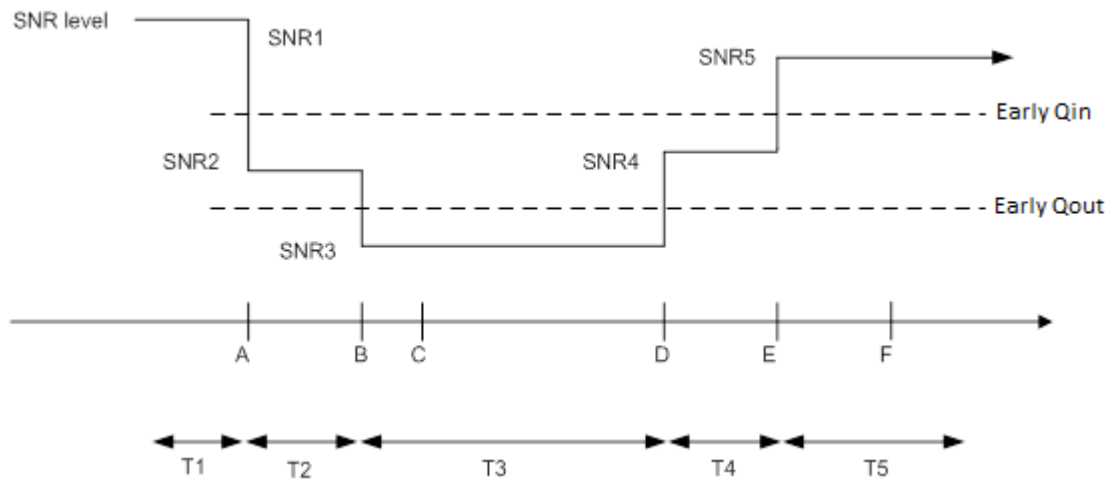 SNR level
SNR1
SNR5
Early Qin
SNR2
SNR4
Early Qout
SNR3
A B C D E F
T1 T2 T3 T4 T5